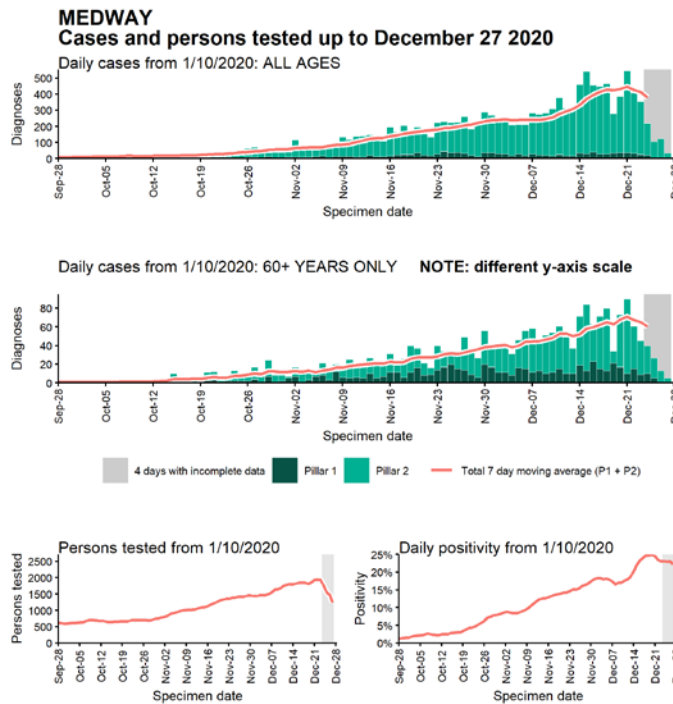 MEDWAY
Cases and persons tested up to December 27 2020
Daily cases from 1/10/2020: ALL AGES
Diagnoses
500
400
300
200
100
0
Sep-28
Oct-05
Oct-12
Oct-19
Oct-26
Nov-02
Nov-09
Nov-16
Nov-23
Nov-30
Dec-07
Dec-14
Dec-21
Specimen date
Daily cases from 1/10/2020: 60+ YEARS ONLY NOTE: different y-axis scale
Diagnoses
80
60
40
20
0
Sep-28
Oct-05
Oct-12
Oct-19
Oct-26
Nov-02
Nov-09
Nov-16
Nov-23
Nov-30
Dec-07
Dec-14
Dec-21
Specimen date
4 days with incomplete data Pillar 1 Pillar 2 Total 7 day moving average (P1 + P2)
Persons tested from 1/10/2020
Persons tested
2500
2000
1500
1000
500
0
Sep-28
Oct-05
Oct-12
Oct-19
Oct-26
Nov-02
Nov-09
Nov-16
Nov-23
Nov-30
Dec-07
Dec-14
Dec-21
Dec-28
Specimen date
Daily positivity from 1/10/2020
Positivity
25%
20%
15%
10%
5%
0%
Sep-28
Oct-05
Oct-12
Oct-19
Oct-26
Nov-02
Nov-09
Nov-16
Nov-23
Nov-30
Dec-07
Dec-14
Dec-21
Specimen date